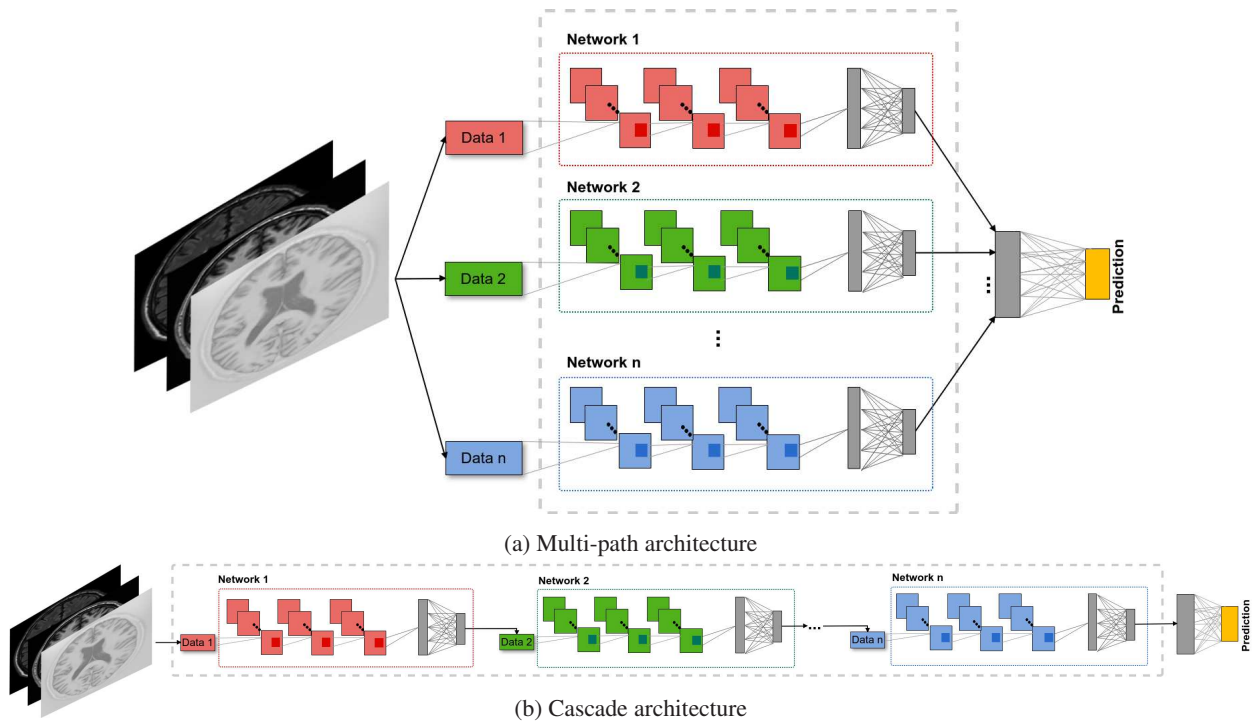 Network 1
Data 1
Network 2
Data 2
...
...
Network n
Data n
Prediction
(a) Multi-path architecture
Network 1
Network 2
Network n
Data 1
Data 2
...
Data n
Prediction
(b) Cascade architecture